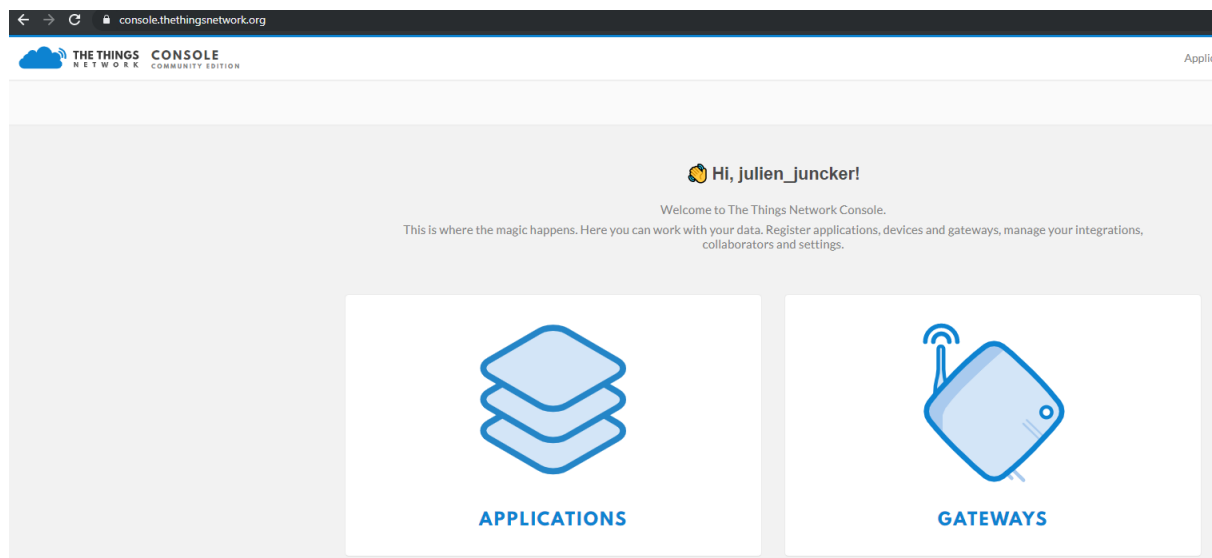 console.thethingsnetwork.org
THE THINGS CONSOLE
NETWORK COMMUNITY EDITION
Applic
Hi, julien_juncker!
Welcome to The Things Network Console.
This is where the magic happens. Here you can work with your data. Register applications, devices and gateways, manage your integrations,
collaborators and settings.
APPLICATIONS
GATEWAYS